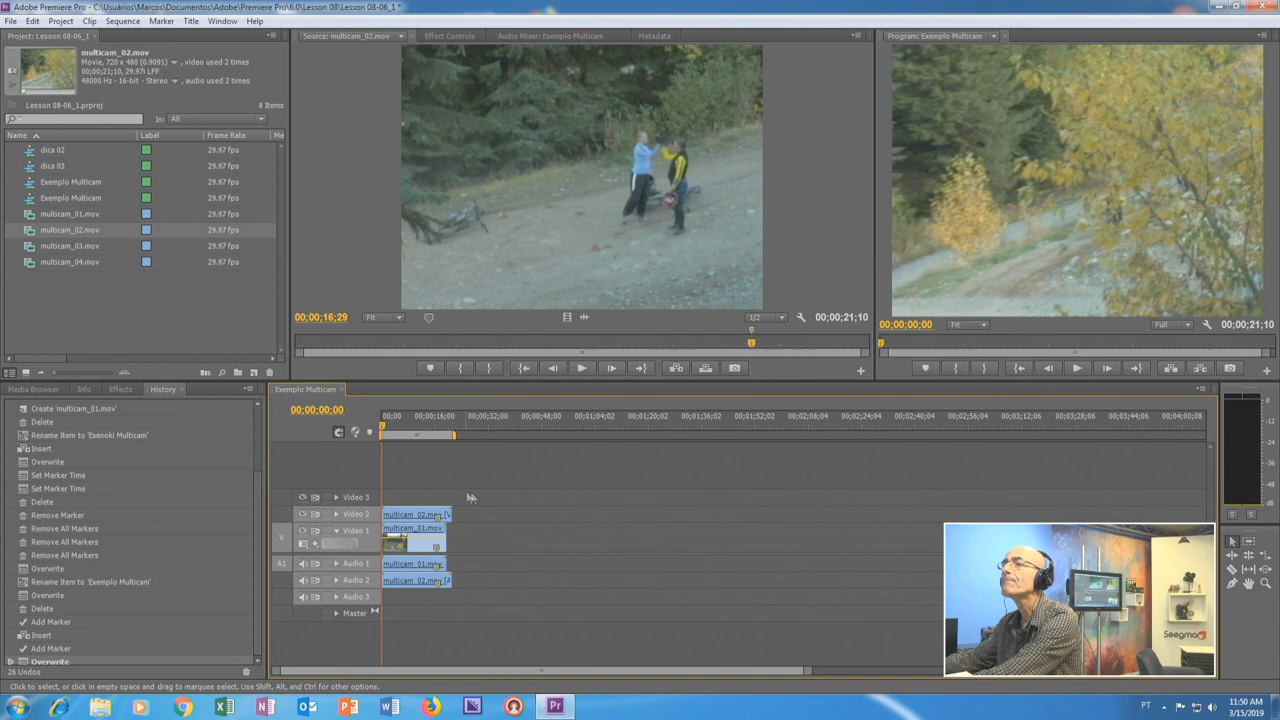 Adobe Premiere Pro - C:\Usuários\Marcos\Documentos\Adobe\Premiere Pro\6.0\Lesson 08\Lesson 08-06_1 *
File Edit Project Clip Sequence Marker Title Window Help
Project: Lesson 08-06_1
multicam_02.mov
Movie, 720 x 480 (0.9091) , video used 2 times
00;00;21;10, 29.97i LFF
48000 Hz - 16-bit - Stereo , audio used 2 times
Lesson 08-06_1.prproj 8 Items
In: All
Name Label Frame Rate Me
dica 02 29.97 fps
dica 03 29.97 fps
Exemplo Multicam 29.97 fps
Exemplo Multicam 29.97 fps
multicam_01.mov 29.97 fps
multicam_02.mov 29.97 fps
multicam_03.mov 29.97 fps
multicam_04.mov 29.97 fps
Source: multicam_02.mov Effect Controls Audio Mixer: Exemplo Multicam Metadata
00;00;16;29 Fit 1/2 00;00;21;10
Program: Exemplo Multicam
00;00;00;00 Fit Full 00;00;21;10
Media Browser Info Effects History
Create 'multicam_01.mov'
Delete
Rename Item to 'Exenoki Multicam'
Insert
Overwrite
Set Marker Time
Set Marker Time
Delete
Remove Marker
Remove All Markers
Remove All Markers
Remove All Markers
Overwrite
Rename Item to 'Exemplo Multicam'
Overwrite
Delete
Add Marker
Insert
Add Marker
Overwrite
26 Undos
Exemplo Multicam
00;00;00;00
00;00 00;00;16;00 00;00;32;00 00;00;48;00 00;01;04;02 00;01;20;02 00;01;36;02 00;01;52;02 00;02;08;04 00;02;24;04 00;02;40;04 00;02;56;04 00;03;12;06 00;03;28;06 00;03;44;06 00;04;00;08
Video 3
Video 2 multicam_02.mov [V
V Video 1 multicam_01.mov
A1 Audio 1 multicam_01.mov
Audio 2 multicam_02.mov [A
Audio 3
Master
0
-12
-24
-36
-48
dB
S S
Seegma
Click to select, or click in empty space and drag to marquee select. Use Shift, Alt, and Ctrl for other options.
PT
11:50 AM
3/15/2019